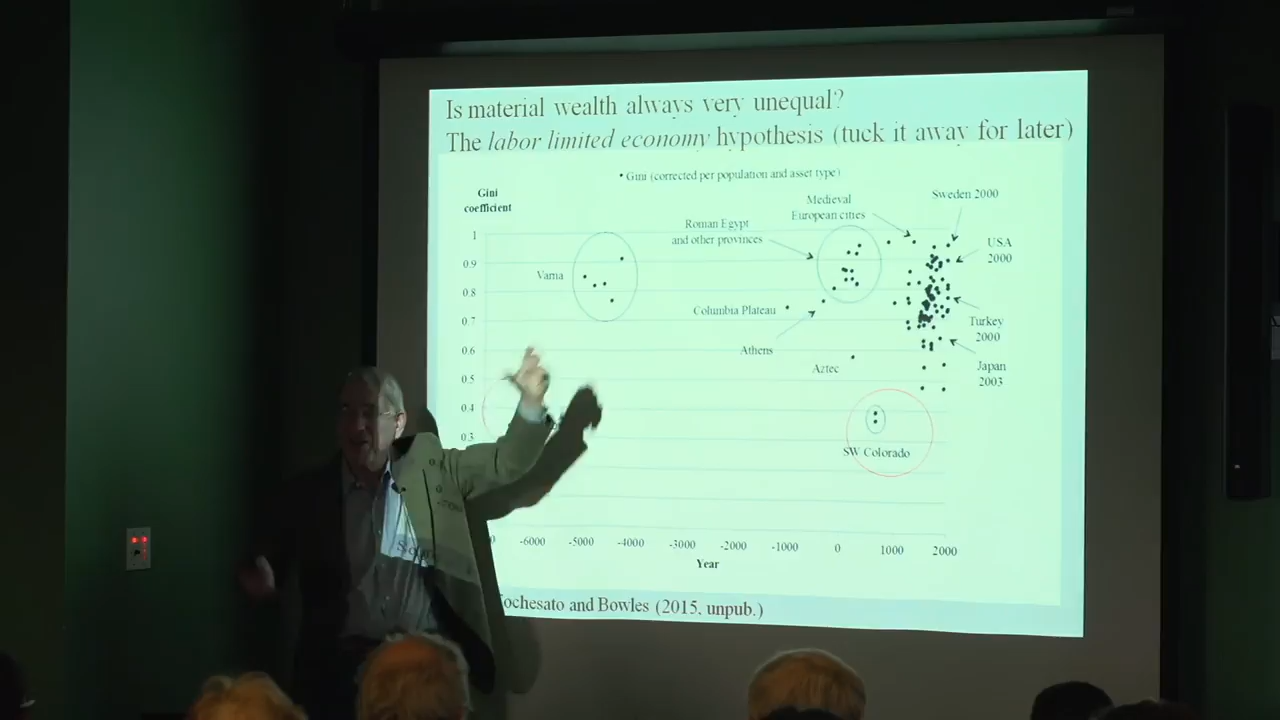 Is material wealth always very unequal?
The labor limited economy hypothesis (tuck it away for later)
• Gini (corrected per population and asset type)
Gini
coefficient
Medieval
European cities
Sweden 2000
Roman Egypt
and other provinces
USA
2000
1
0.9
Varna
0.8
Columbia Plateau
0.7
Turkey
2000
Athens
0.6
Aztec
Japan
2003
0.5
0.4
0.3
SW Colorado
-6000 -5000 -4000 -3000 -2000 -1000 0 1000 2000
Year
ochesato and Bowles (2015, unpub.)